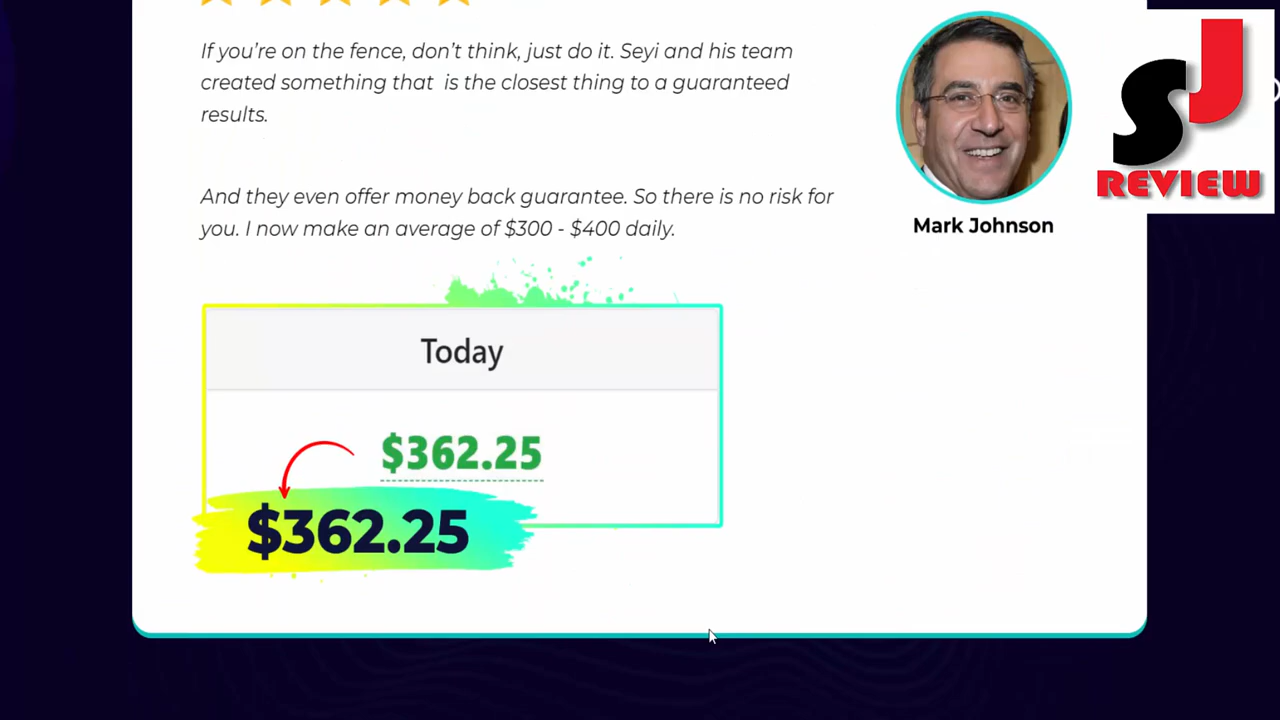 If you're on the fence, don't think, just do it. Seyi and his team
created something that  is the closest thing to a guaranteed
results.
And they even offer money back guarantee. So there is no risk for
you. I now make an average of $300 - $400 daily.
Mark Johnson
SJ
REVIEW
Today
$362.25
$362.25